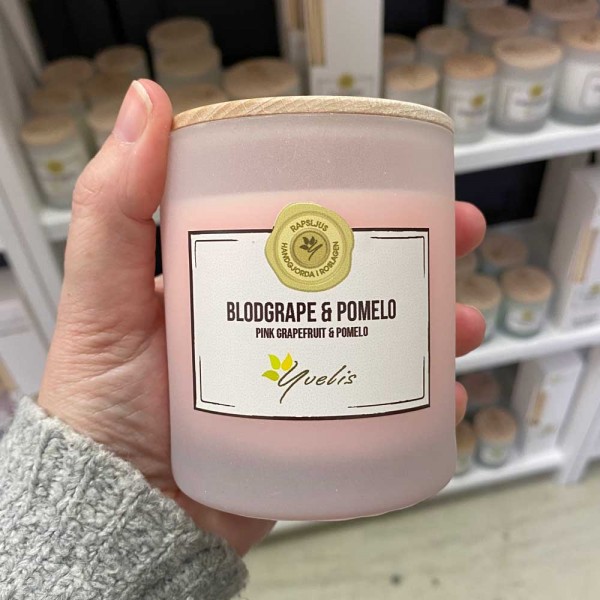 RAPSLJUS
HANDGJORDA I ROSLAGEN
BLODGRAPE & POMELO
PINK GRAPEFRUIT & POMELO
Yvelis